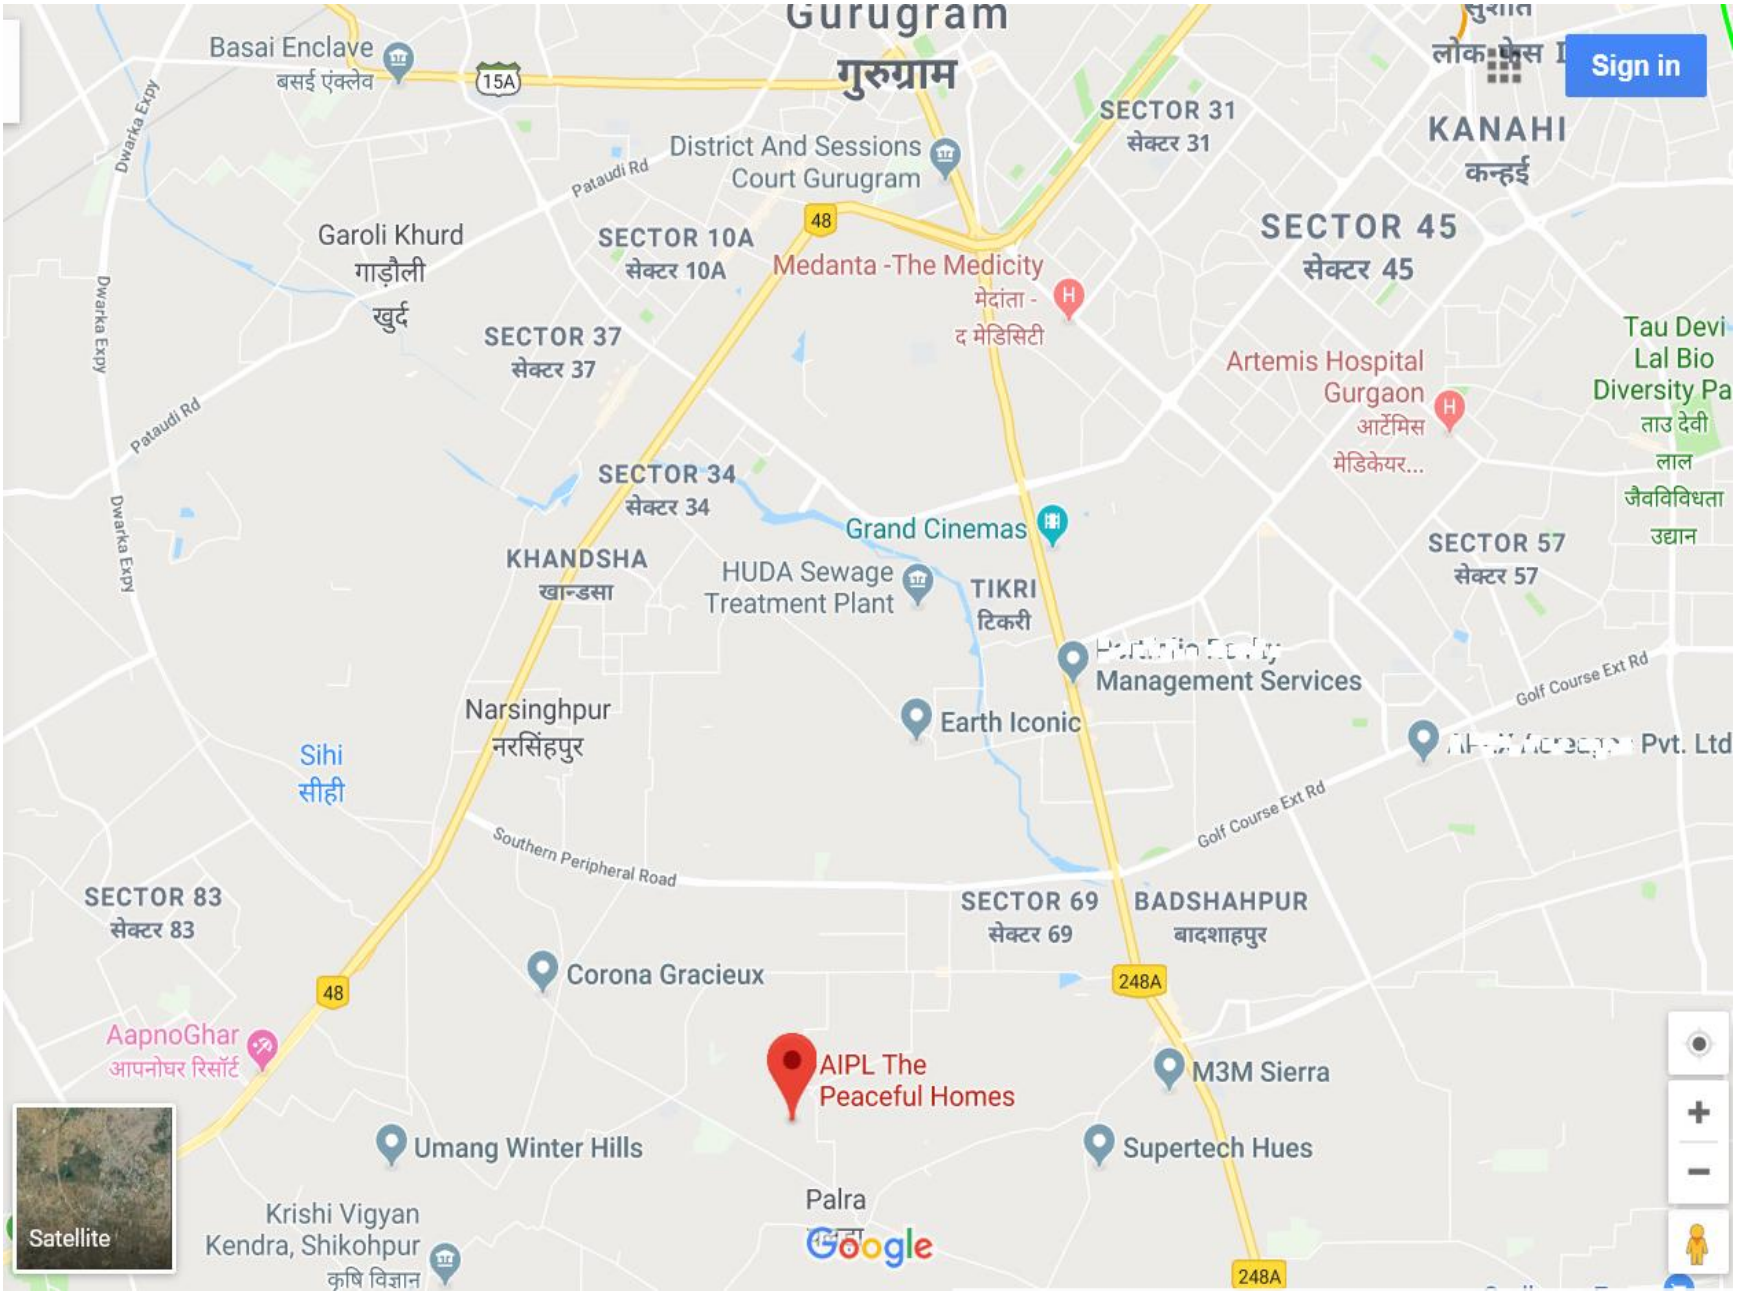 Gurugram
गुरुग्राम
सुशांत
लोक फेस I
Sign in
Basai Enclave
बसई एंक्लेव
15A
SECTOR 31
सेक्टर 31
KANAHI
कन्हई
Dwarka Expy
District And Sessions
Court Gurugram
Pataudi Rd
48
Garoli Khurd
गाड़ौली
खुर्द
SECTOR 10A
सेक्टर 10A
SECTOR 45
सेक्टर 45
Medanta -The Medicity
मेदांता -
द मेडिसिटी
Dwarka Expy
SECTOR 37
सेक्टर 37
Tau Devi
Lal Bio
Diversity Pa
ताउ देवी
लाल
जैवविविधता
उद्यान
Artemis Hospital
Gurgaon
आर्टेमिस
मेडिकेयर...
Pataudi Rd
SECTOR 34
सेक्टर 34
Dwarka Expy
Grand Cinemas
SECTOR 57
सेक्टर 57
KHANDSHA
खान्डसा
HUDA Sewage
Treatment Plant
TIKRI
टिकरी
Management Services
Golf Course Ext Rd
Narsinghpur
नरसिंहपुर
Earth Iconic
Pvt. Ltd
Sihi
सीही
Golf Course Ext Rd
Southern Peripheral Road
SECTOR 83
सेक्टर 83
SECTOR 69
सेक्टर 69
BADSHAHPUR
बादशाहपुर
Corona Gracieux
248A
48
AapnoGhar
आपनोघर रिसॉर्ट
AIPL The
Peaceful Homes
M3M Sierra
Umang Winter Hills
Supertech Hues
Palra
Krishi Vigyan
Kendra, Shikohpur
कृषि विज्ञान
Satellite
Google
248A